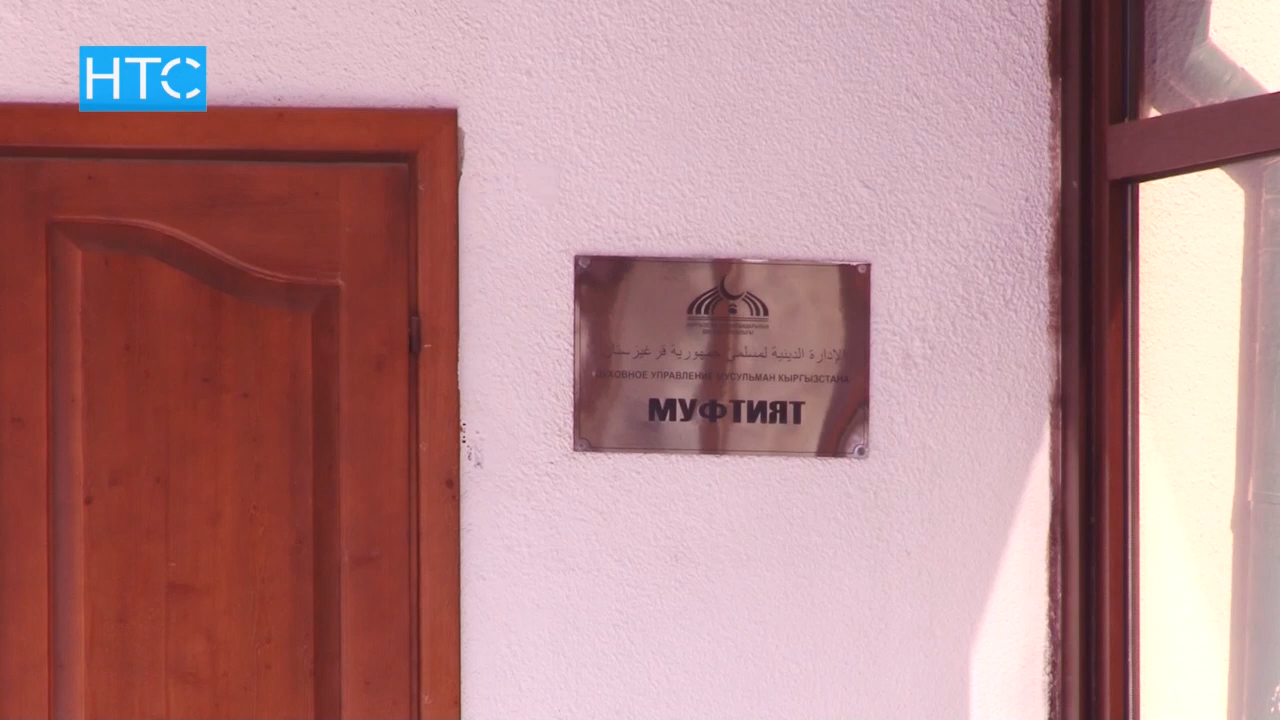 НТС
الإدارة الدينية لمسلمي جمهورية قرغيزستان
ДУХОВНОЕ УПРАВЛЕНИЕ МУСУЛЬМАН КЫРГЫЗСТАНА
МУФТИЯТ